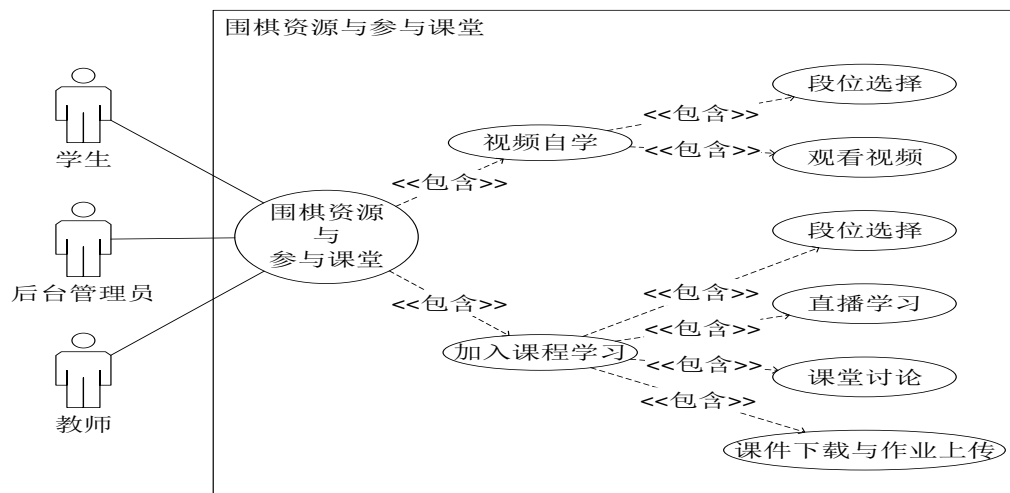 围棋资源与参与课堂
段位选择
<<包含>>
学生
视频自学
<<包含>>
观看视频
<<包含>>
围棋资源
与
参与课堂
段位选择
后台管理员
<<包含>>
<<包含>>
直播学习
<<包含>>
加入课程学习
<<包含>>
课堂讨论
<<包含>>
教师
课件下载与作业上传